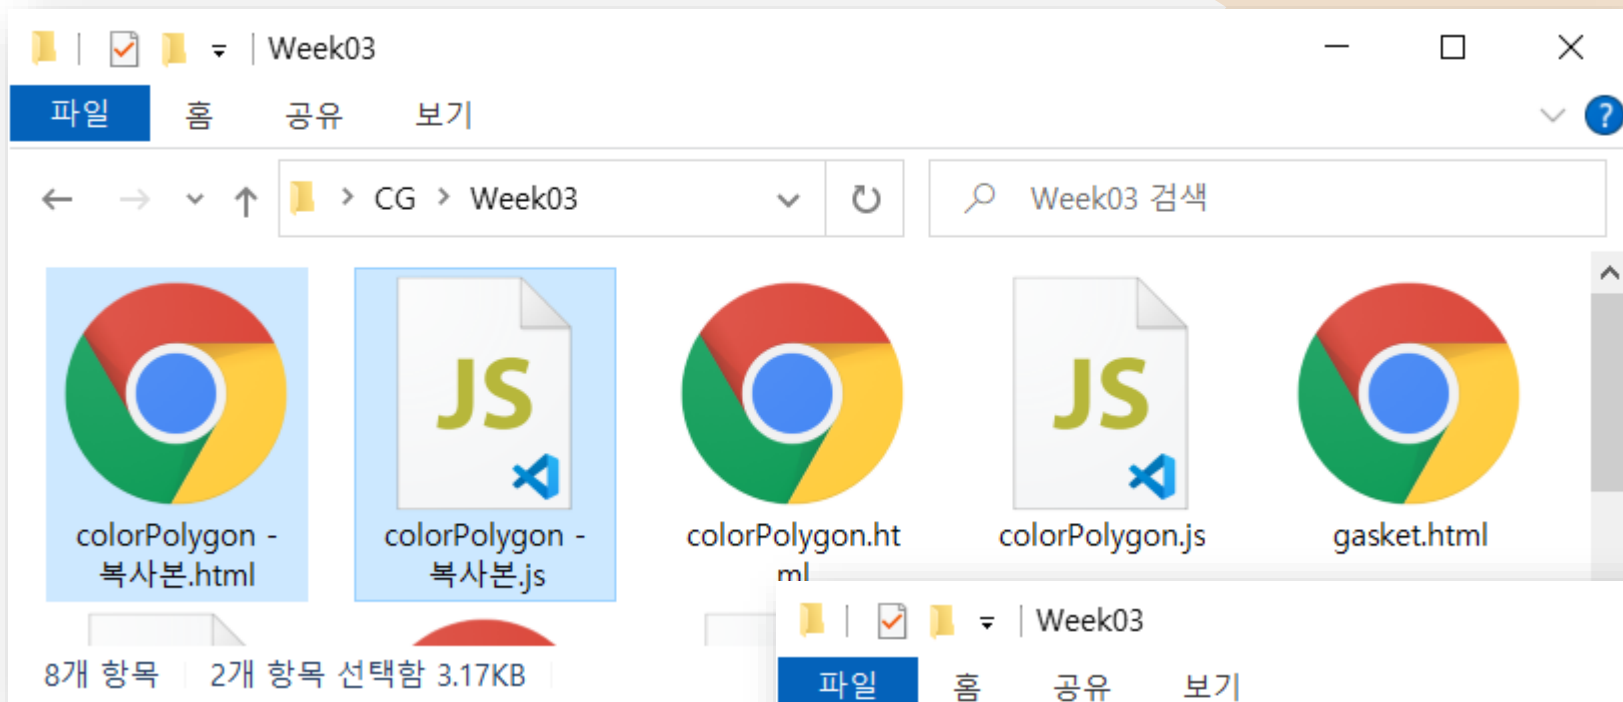 Week03
파일 홈 공유 보기
CG > Week03
Week03 검색
JS
JS
colorPolygon -
복사본.html
colorPolygon -
복사본.js
colorPolygon.ht
ml
colorPolygon.js
gasket.html
8개 항목 2개 항목 선택함 3.17KB
Week03
파일 홈 공유 보기